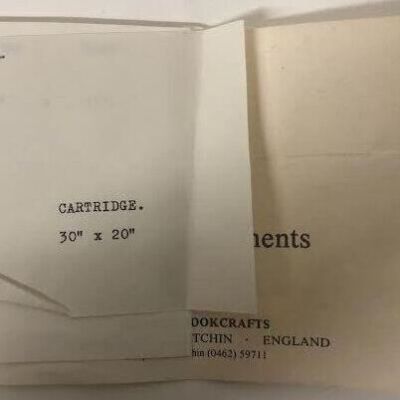 CARTRIDGE.
30" x 20"
ments
OOKCRAFTS
TCHIN · ENGLAND
hin (0462) 59711